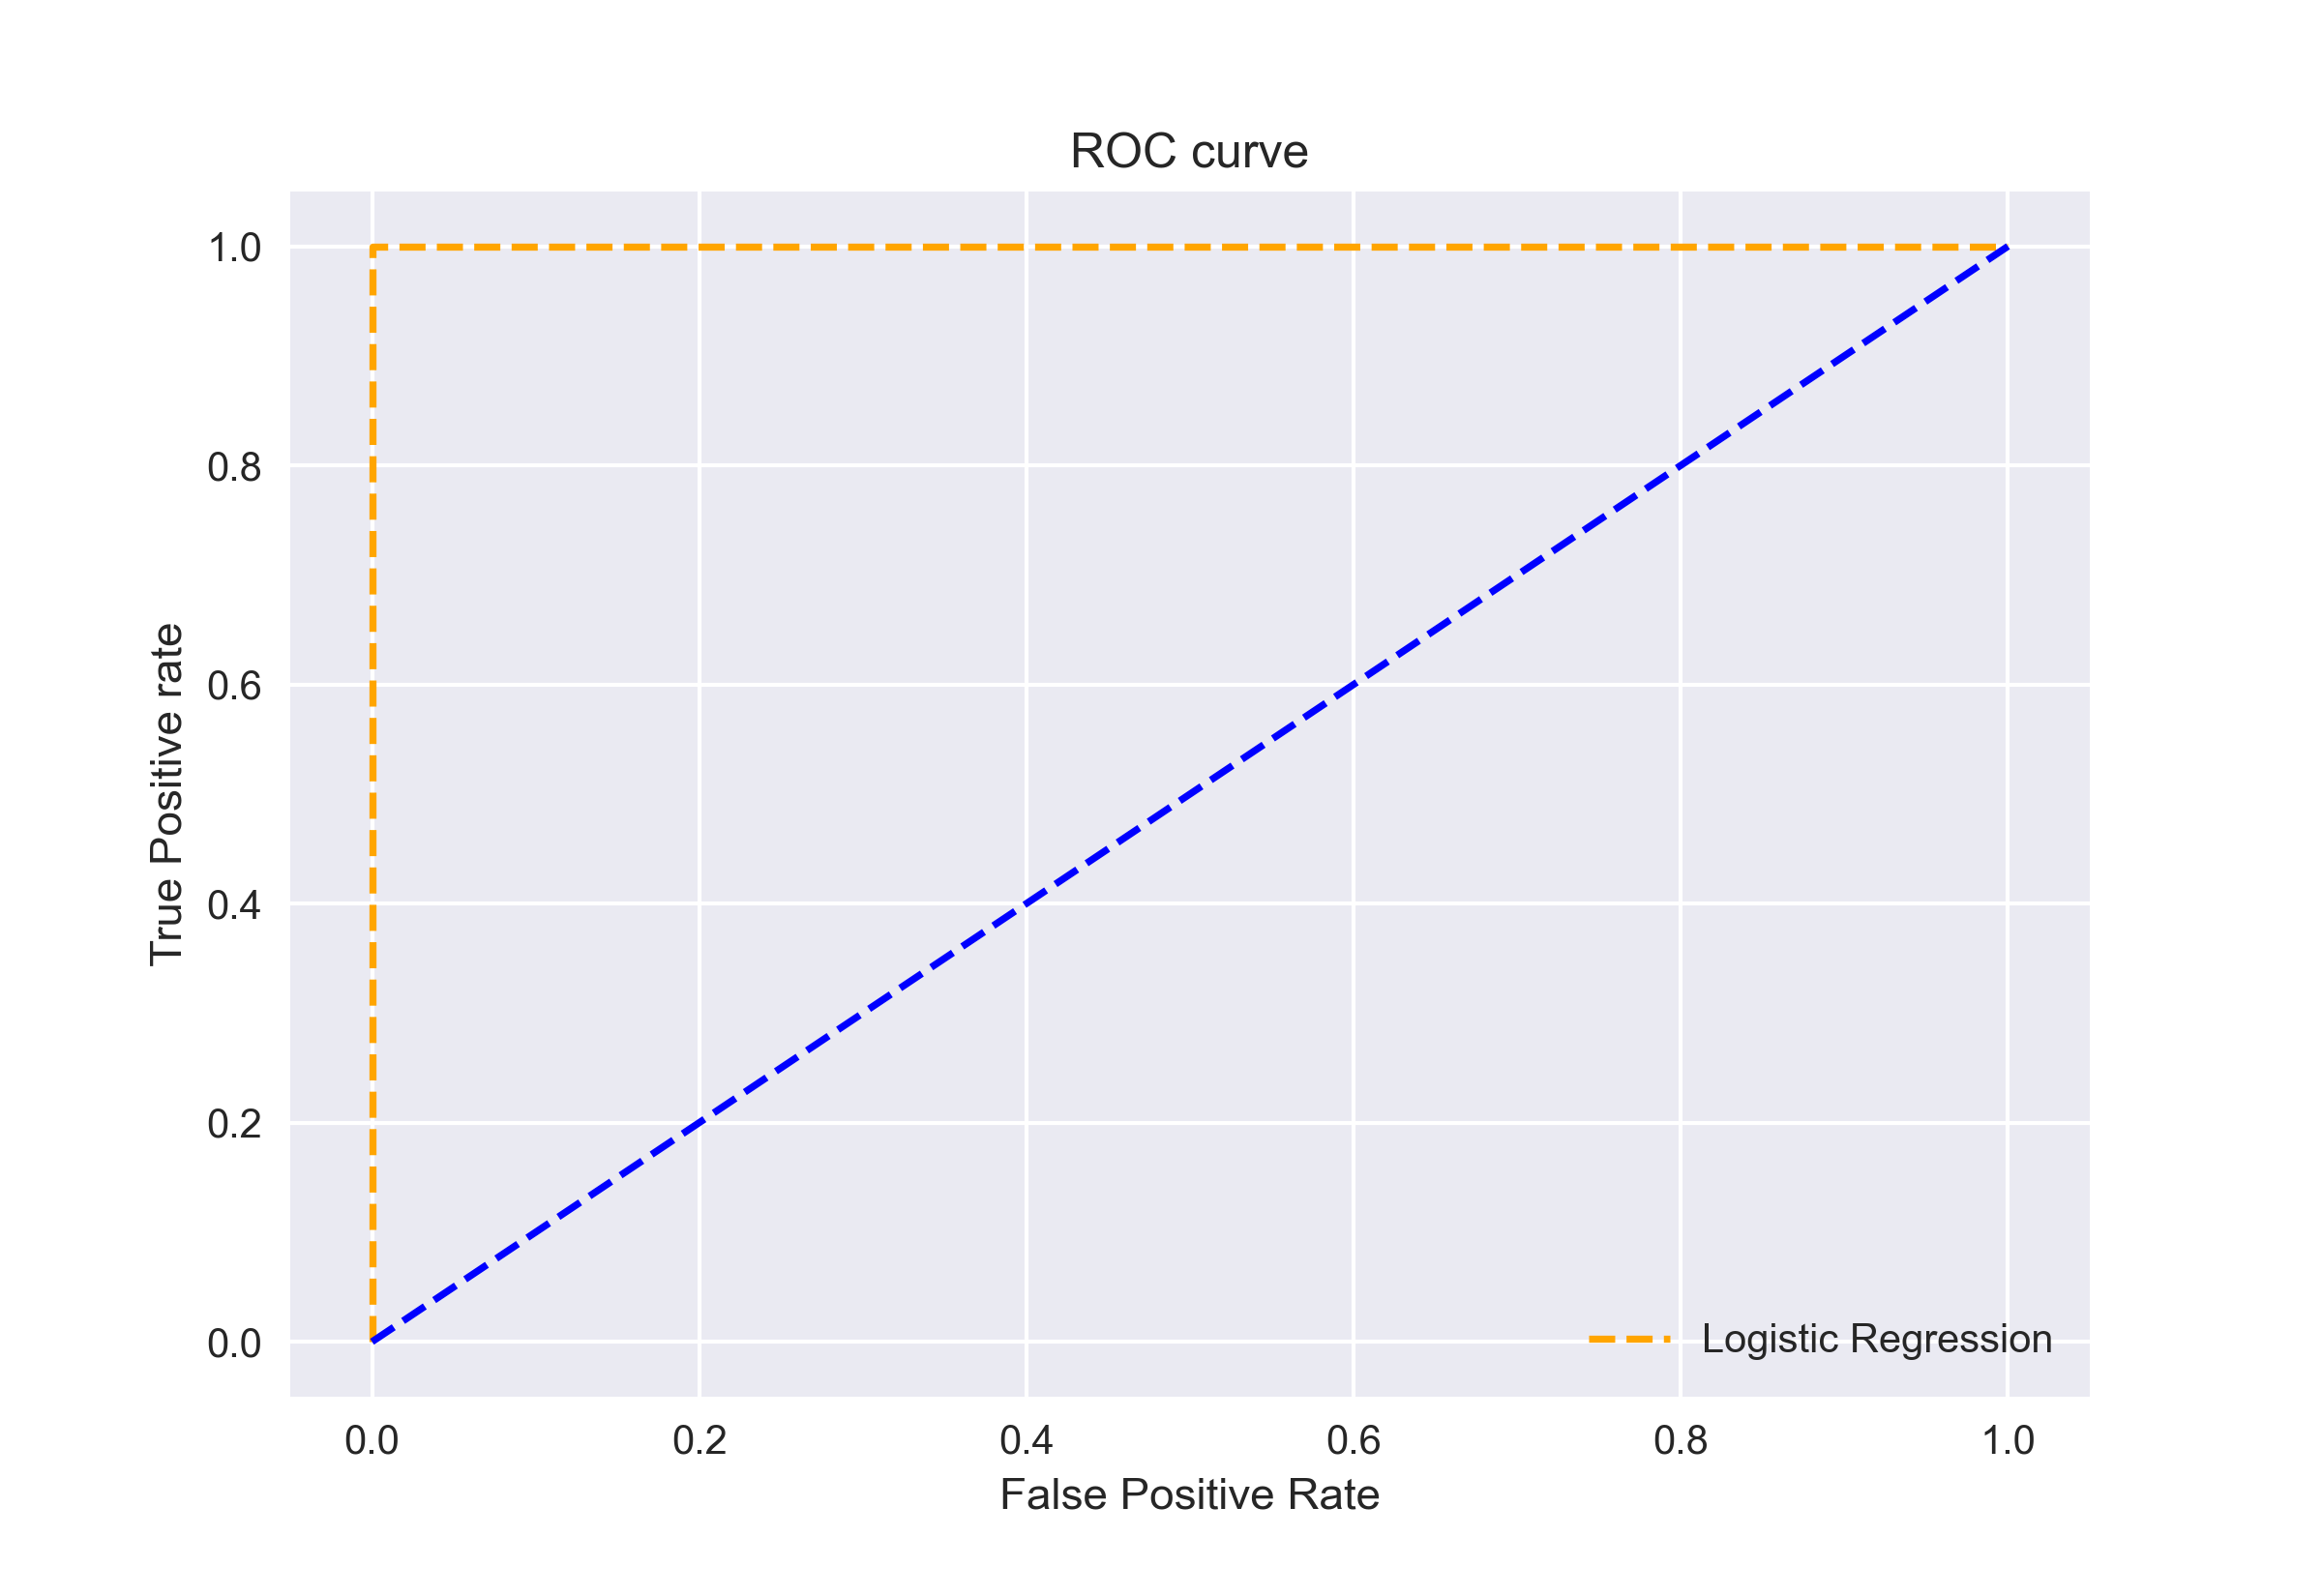 ROC curve
1.0
0.8
0.6
0.4
0.2
0.0
True Positive rate
Logistic Regression
0.0 0.2 0.4 0.6 0.8 1.0
False Positive Rate